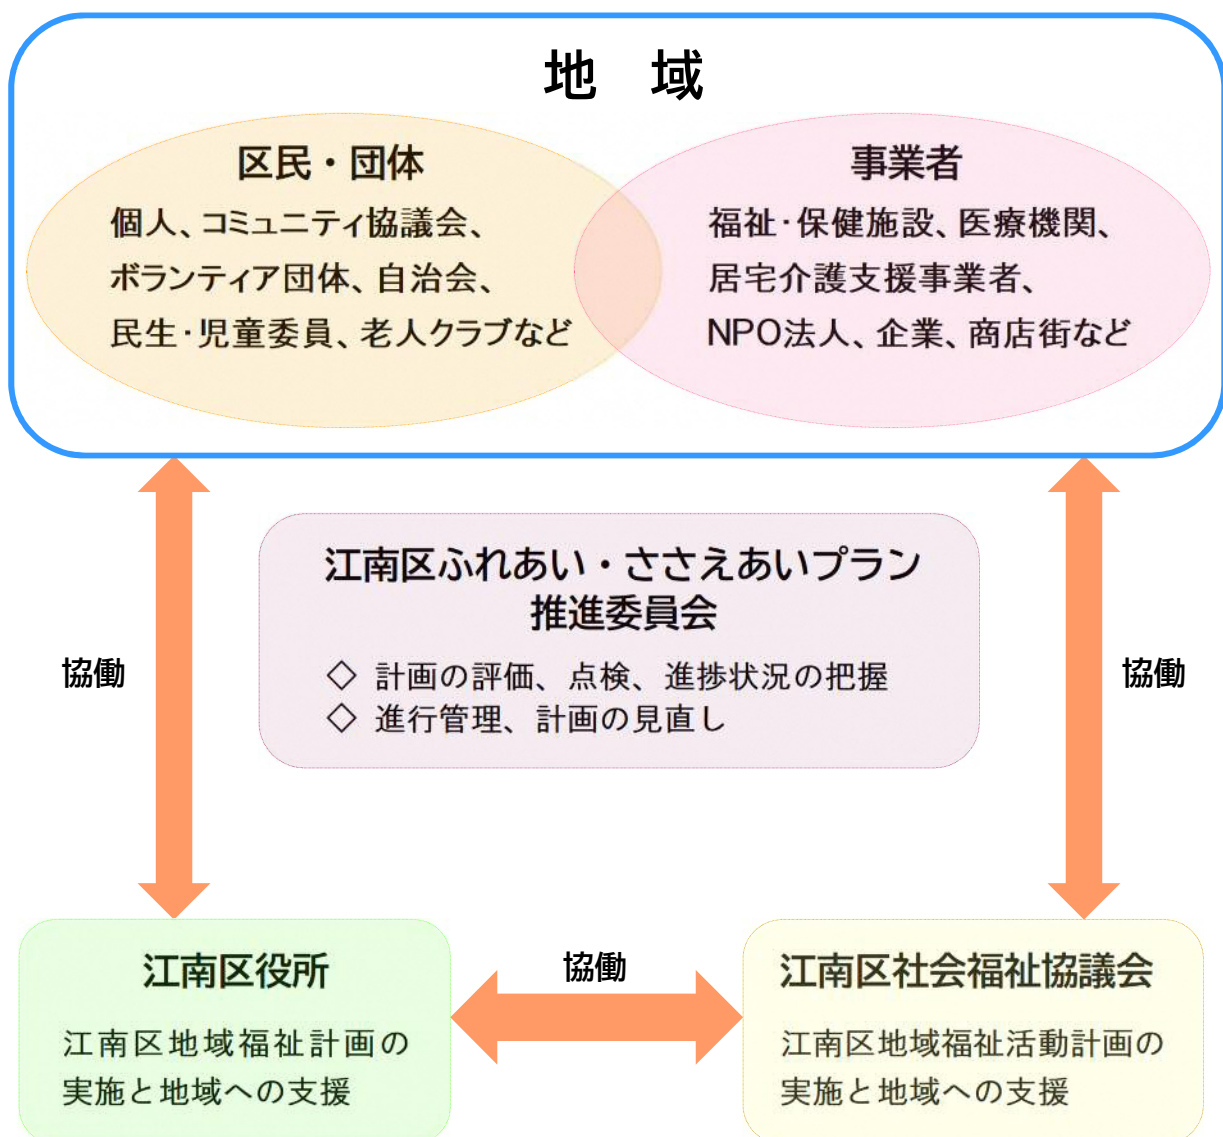 地　域
区民・団体
個人、コミュニティ協議会、
ボランティア団体、自治会、
民生・児童委員、老人クラブなど
事業者
福祉・保健施設、医療機関、
居宅介護支援事業者、
NPO法人、企業、商店街など
江南区ふれあい・ささえあいプラン
推進委員会
◇ 計画の評価、点検、進捗状況の把握
◇ 進行管理、計画の見直し
協働
協働
江南区役所
江南区地域福祉計画の
実施と地域への支援
協働
江南区社会福祉協議会
江南区地域福祉活動計画の
実施と地域への支援